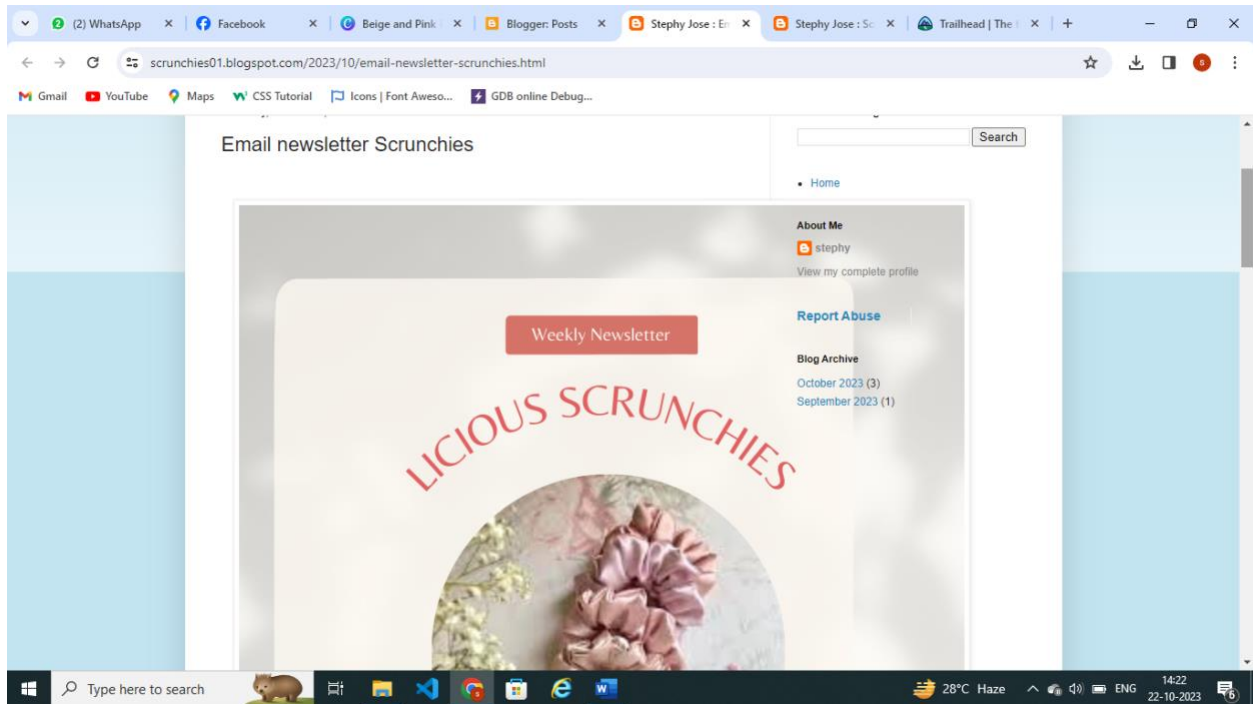 (2) WhatsApp
Facebook
Beige and Pink
Blogger: Posts
Stephy Jose : En
Stephy Jose : Sc
Trailhead | The
scrunchies01.blogspot.com/2023/10/email-newsletter-scrunchies.html
Gmail
YouTube
Maps
CSS Tutorial
Icons | Font Aweso...
GDB online Debug...
Email newsletter Scrunchies
Search
Home
About Me
stephy
View my complete profile
Report Abuse
Blog Archive
October 2023 (3)
September 2023 (1)
Weekly Newsletter
LICIOUS SCRUNCHIES
Type here to search
28°C Haze
ENG
14:22
22-10-2023
6